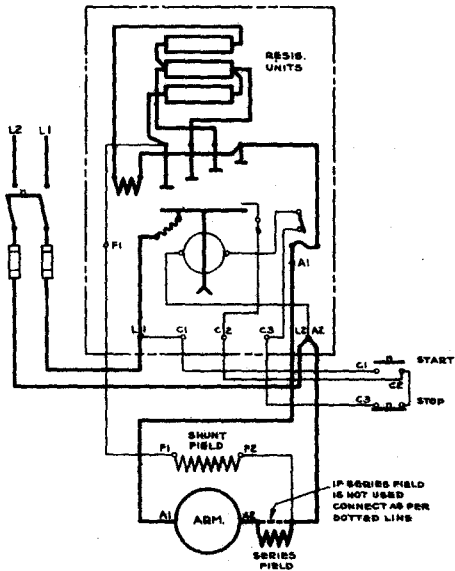 RESIS.
UNITS
L2 L1
F1
A1
L1 C1 C2 C3 L2 A2
C1 START
C2
C3 STOP
SHUNT
FIELD
F1 F2
A1 ARM. A2
SERIES
FIELD
IF SERIES FIELD
IS NOT USED
CONNECT AS PER
DOTTED LINE